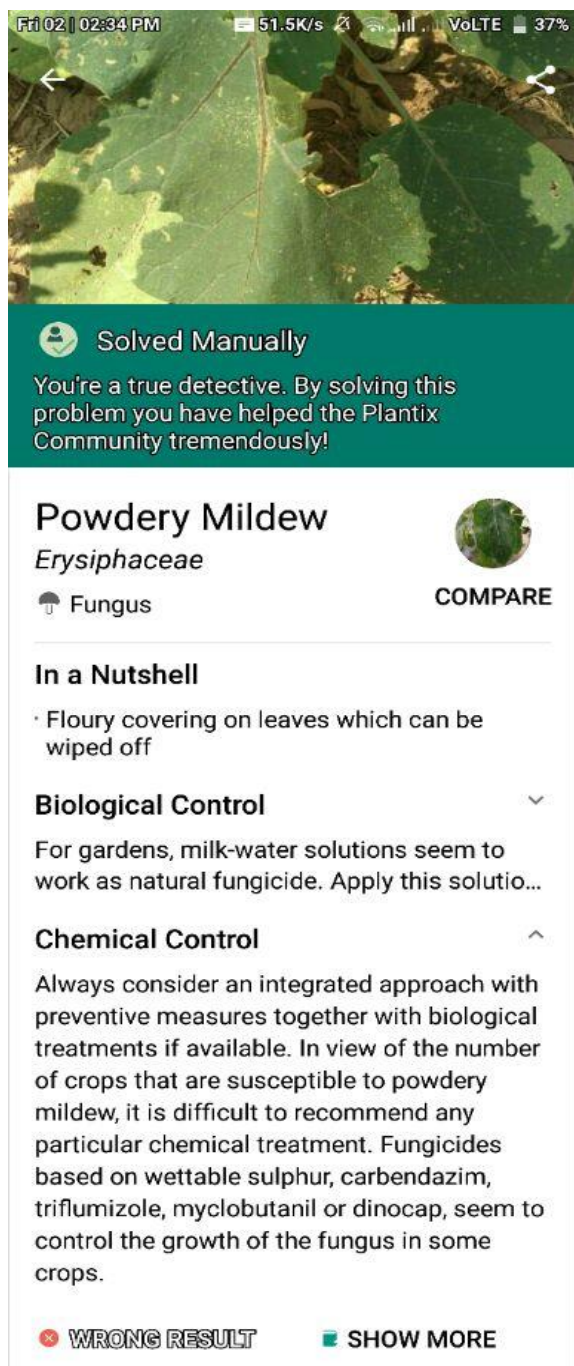 Fri 02 | 02:34 PM 51.5K/s VoLTE 37%
Solved Manually
You're a true detective. By solving this
problem you have helped the Plantix
Community tremendously!
Powdery Mildew
Erysiphaceae
Fungus
COMPARE
In a Nutshell
· Floury covering on leaves which can be
wiped off
Biological Control
For gardens, milk-water solutions seem to
work as natural fungicide. Apply this solutio...
Chemical Control
Always consider an integrated approach with
preventive measures together with biological
treatments if available. In view of the number
of crops that are susceptible to powdery
mildew, it is difficult to recommend any
particular chemical treatment. Fungicides
based on wettable sulphur, carbendazim,
triflumizole, myclobutanil or dinocap, seem to
control the growth of the fungus in some
crops.
WRONG RESULT SHOW MORE